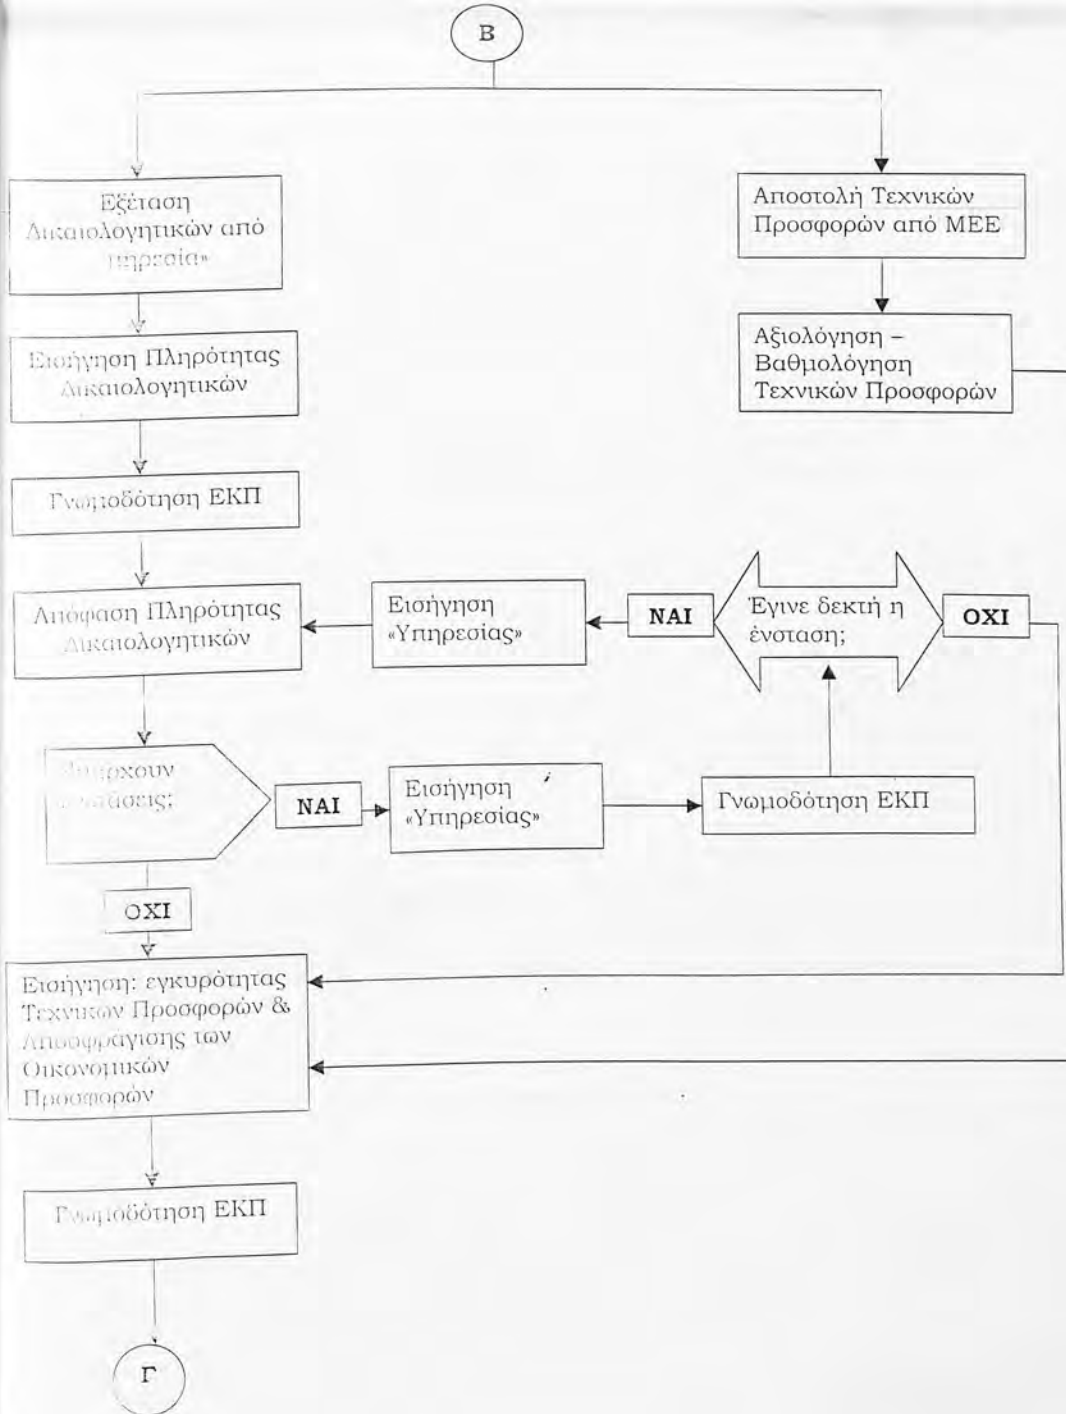 Β
Εξέταση
Δικαιολογητικών από
Αποστολή Τεχνικών
Προσφορών από ΜΕΕ
Εισήγηση Πληρότητας
Δικαιολογητικών
Αξιολόγηση –
Βαθμολόγηση
Τεχνικών Προσφορών
Γνωμοδότηση ΕΚΠ
Απόφαση Πληρότητας
Δικαιολογητικών
Εισήγηση
«Υπηρεσίας»
ΝΑΙ
Έγινε δεκτή η
ένσταση;
ΟΧΙ
Υπάρχουν
ενστάσεις;
ΝΑΙ
Εισήγηση
«Υπηρεσίας»
Γνωμοδότηση ΕΚΠ
ΟΧΙ
Εισήγηση: εγκυρότητας
Τεχνικών Προσφορών &
Αποσφράγισης των
Οικονομικών
Προσφορών
Γνωμοδότηση ΕΚΠ
Γ